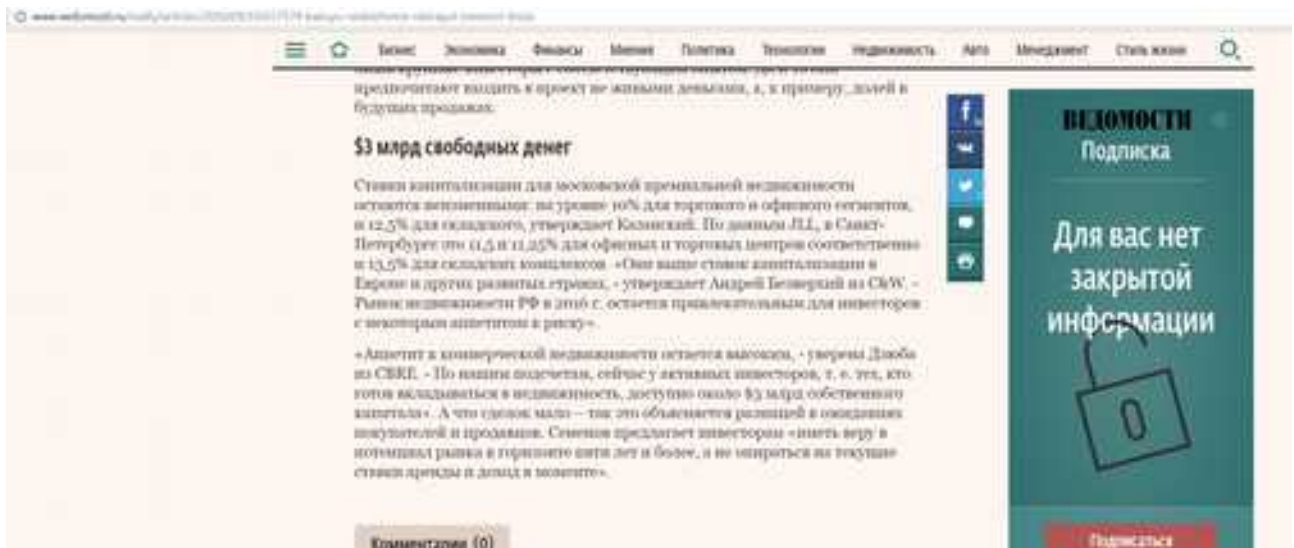 Бизнес Экономика Финансы Мнения Политика Технологии Недвижимость Авто Менеджмент Стиль жизни
предпочитают входить в проект не живыми деньгами, а, к примеру, долей в
будущих продажах.
$3 млрд свободных денег
Ставки капитализации для московской премиальной недвижимости
остаются неизменными: на уровне 10% для торгового и офисного сегментов,
и 12,5% для складского, утверждает Казанский. По данным JLL, в Санкт-
Петербурге это 11,5 и 11,25% для офисных и торговых центров соответственно
и 13,5% для складских комплексов. «Они выше ставок капитализации в
Европе и других развитых странах, - утверждает Андрей Безверхий из C&W. -
Рынок недвижимости РФ в 2016 г. остается привлекательным для инвесторов
с некоторым аппетитом к риску».
«Аппетит к коммерческой недвижимости остается высоким, - уверена Дзюба
из CBRE. - По нашим подсчетам, сейчас у активных инвесторов, т. е. тех, кто
готов вкладываться в недвижимость, доступно около $3 млрд собственного
капитала». А что сделок мало – так это объясняется разницей в ожиданиях
покупателей и продавцов. Семенов предлагает инвесторам «иметь веру в
потенциал рынка в горизонте пяти лет и более, а не опираться на текущие
ставки аренды и доход в моменте».
Комментарии (0)
ВЕДОМОСТИ
Подписка
Для вас нет
закрытой
информации
Подписаться